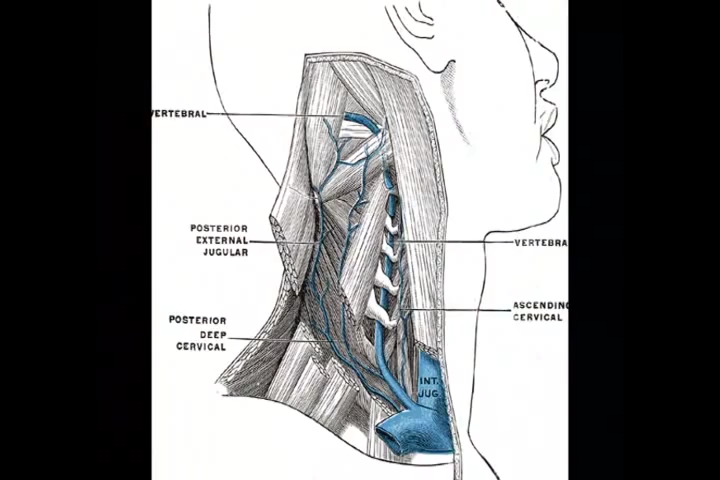 VERTEBRAL
POSTERIOR
EXTERNAL
JUGULAR
VERTEBRA
POSTERIOR
DEEP
CERVICAL
ASCENDING
CERVICAL
INT.
JUG.